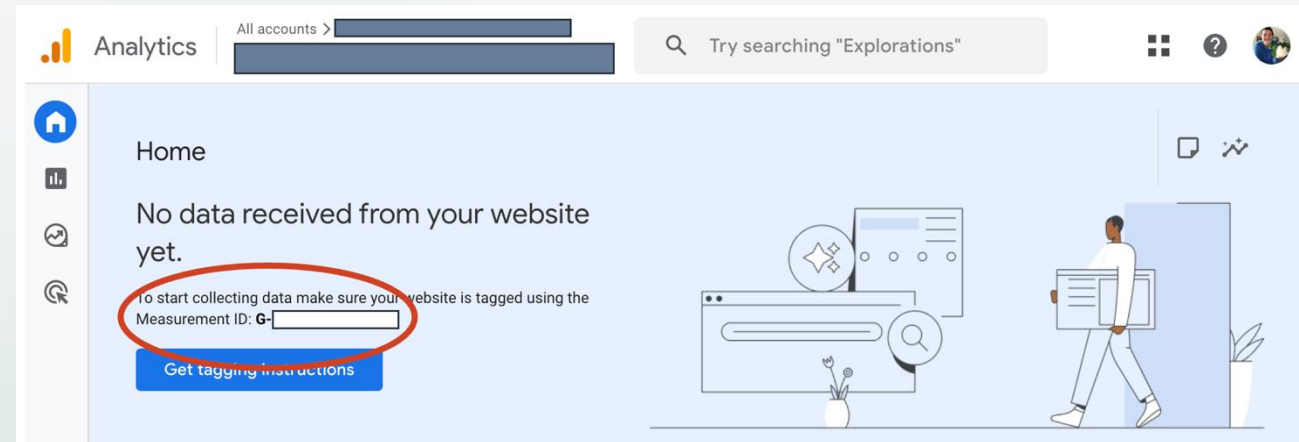 Analytics
All accounts >
Try searching "Explorations"
Home
No data received from your website
yet.
To start collecting data make sure your website is tagged using the
Measurement ID: G-
Get tagging instructions